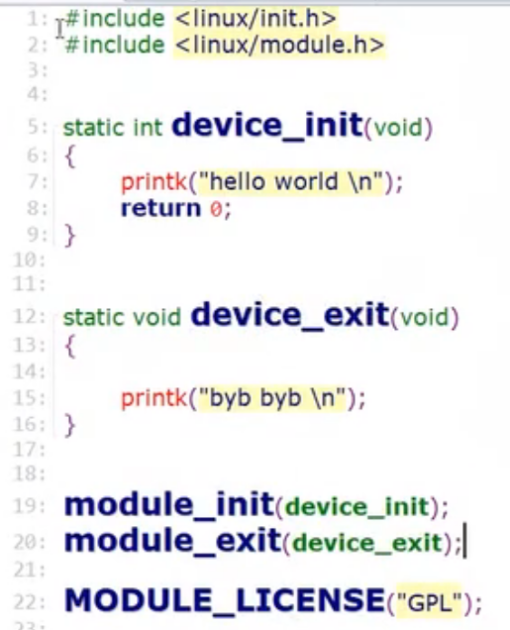 1: #include <linux/init.h>
2: #include <linux/module.h>
3:
4:
5: static int device_init(void)
6: {
7: printk("hello world \n");
8: return 0;
9: }
10:
11:
12: static void device_exit(void)
13: {
14:
15: printk("byb byb \n");
16: }
17:
18:
19: module_init(device_init);
20: module_exit(device_exit);
21:
22: MODULE_LICENSE("GPL");
23: